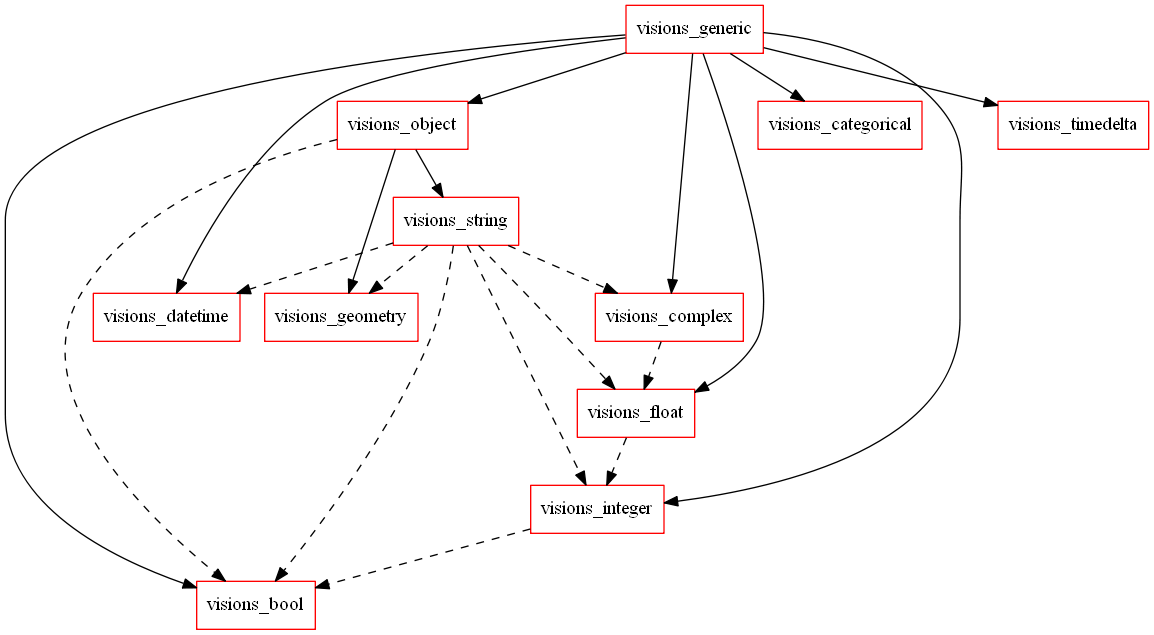 visions_generic
visions_object
visions_categorical
visions_timedelta
visions_string
visions_datetime
visions_geometry
visions_complex
visions_float
visions_integer
visions_bool